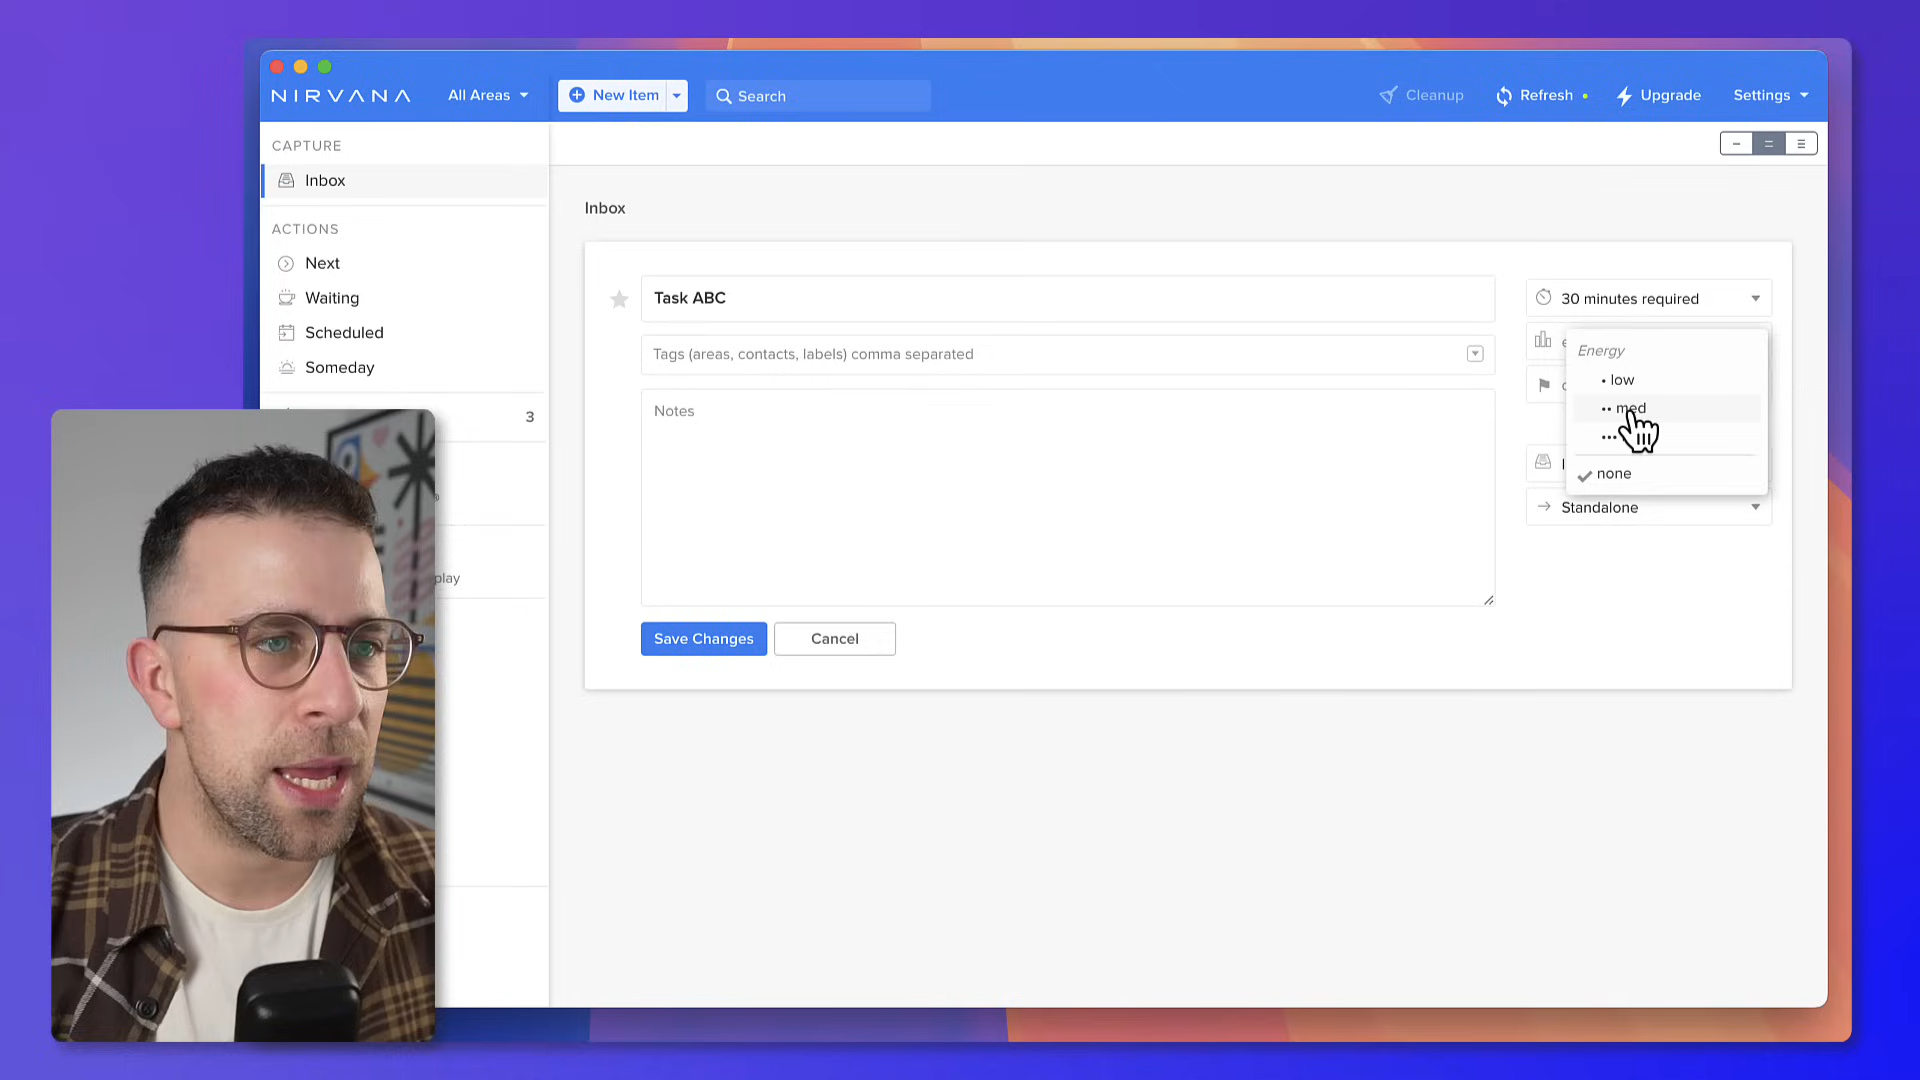 NIRVANA
All Areas
New Item
Search
Cleanup
Refresh
Upgrade
Settings
CAPTURE
Inbox
ACTIONS
Next
Waiting
Scheduled
Someday
3
play
Inbox
Task ABC
Tags (areas, contacts, labels) comma separated
Notes
Save Changes
Cancel
30 minutes required
Energy
• low
•• med
•••
none
Standalone